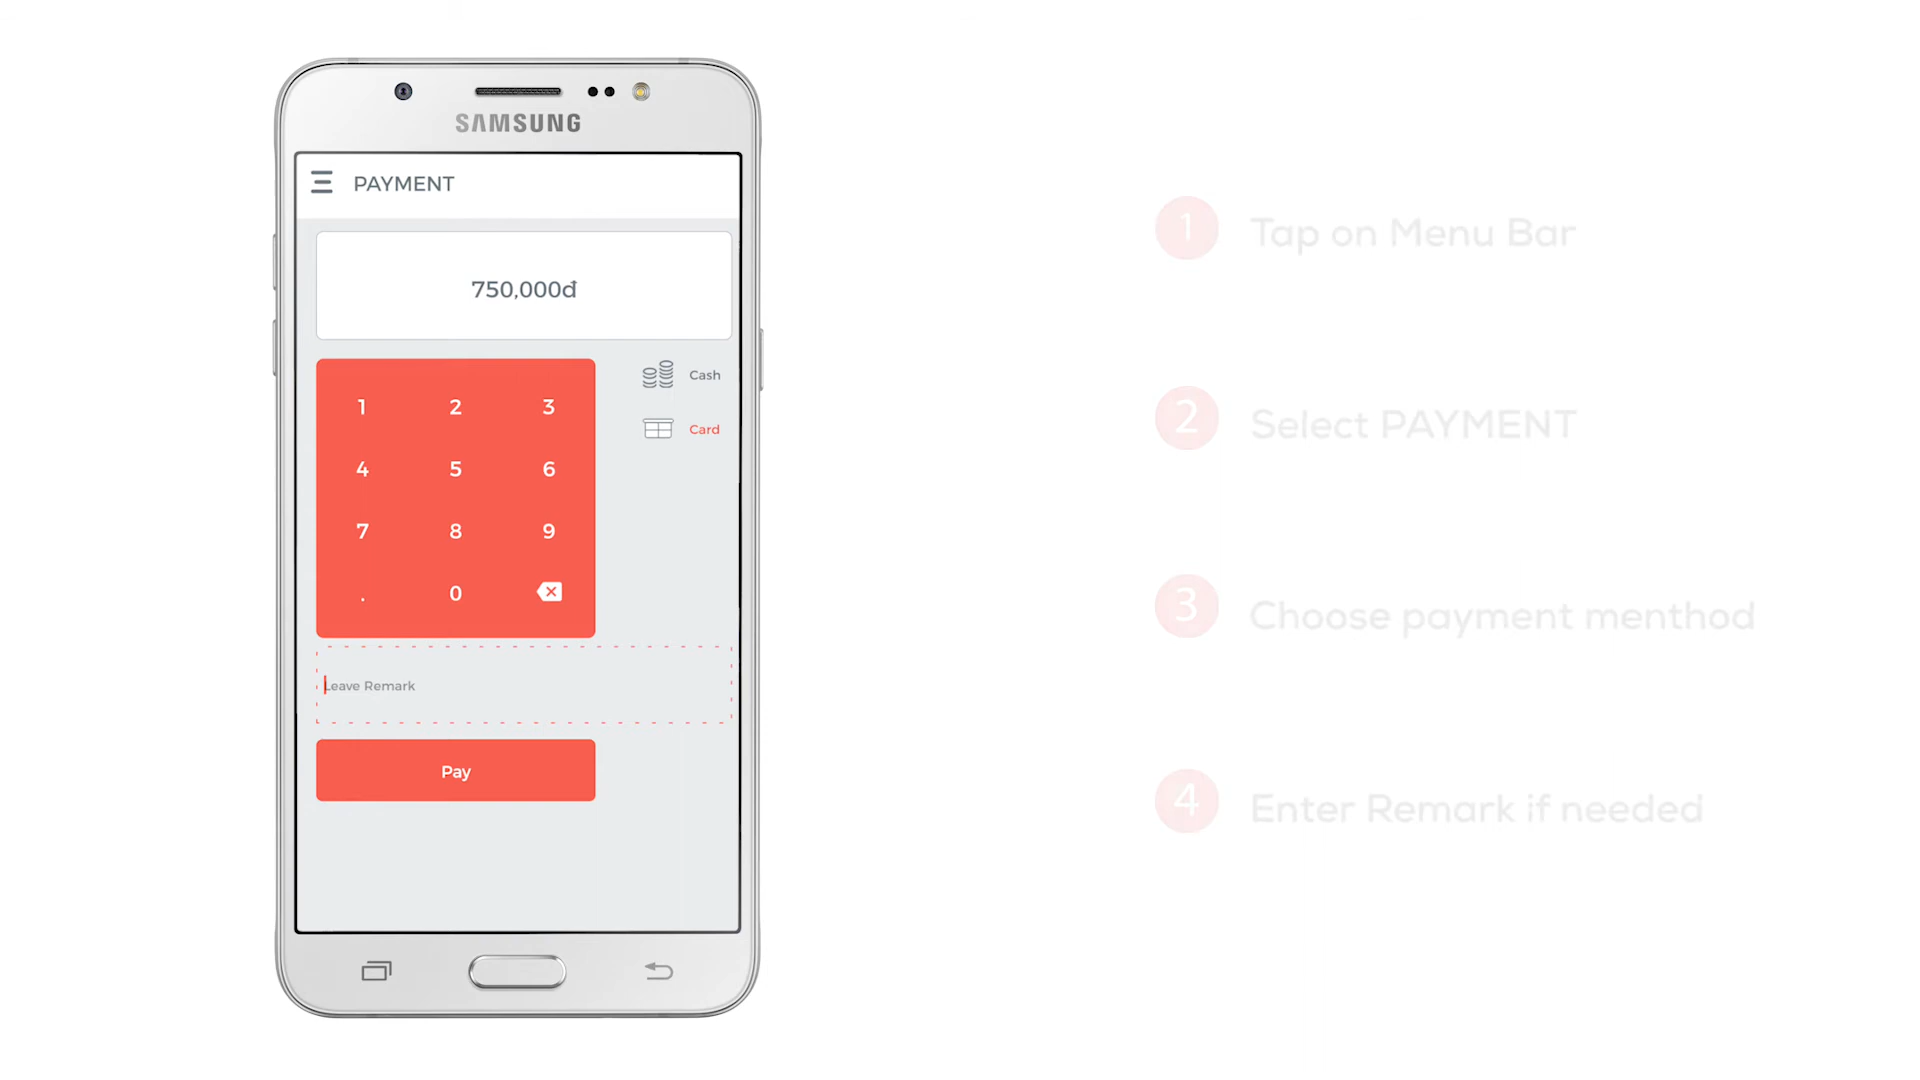 SAMSUNG
PAYMENT
750,000đ
1 2 3
4 5 6
7 8 9
. 0
Cash
Card
Leave Remark
Pay
1 Tap on Menu Bar
2 Select PAYMENT
3 Choose payment menthod
4 Enter Remark if needed